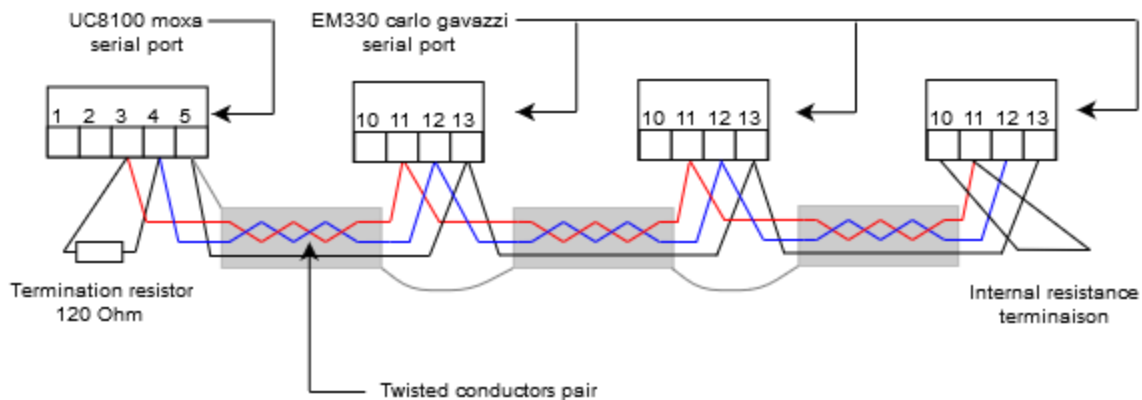 UC8100 moxa
serial port
EM330 carlo gavazzi
serial port
1 2 3 4 5
10 11 12 13
10 11 12 13
10 11 12 13
Termination resistor
120 Ohm
Internal resistance
terminaison
Twisted conductors pair